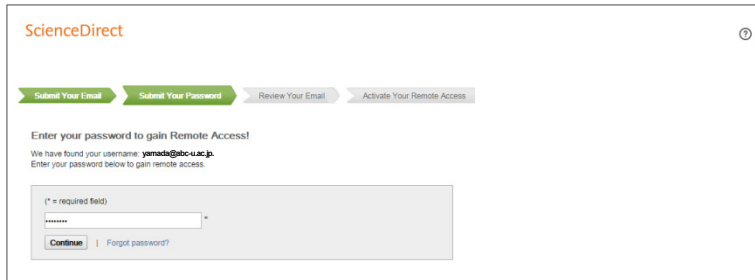 ScienceDirect
?
Submit Your Email Submit Your Password Review Your Email Activate Your Remote Access
Enter your password to gain Remote Access!
We have found your username: yamada@abc-u.ac.jp.
Enter your password below to gain remote access.
(* = required field)
•••••••• *
Continue | Forgot password?